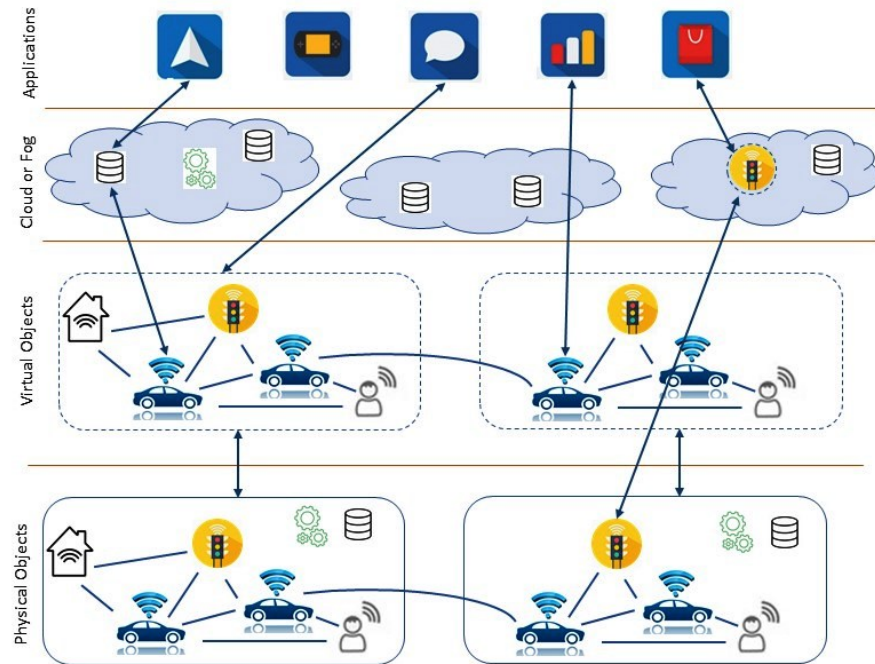 Applications
Cloud or Fog
Virtual Objects
Physical Objects